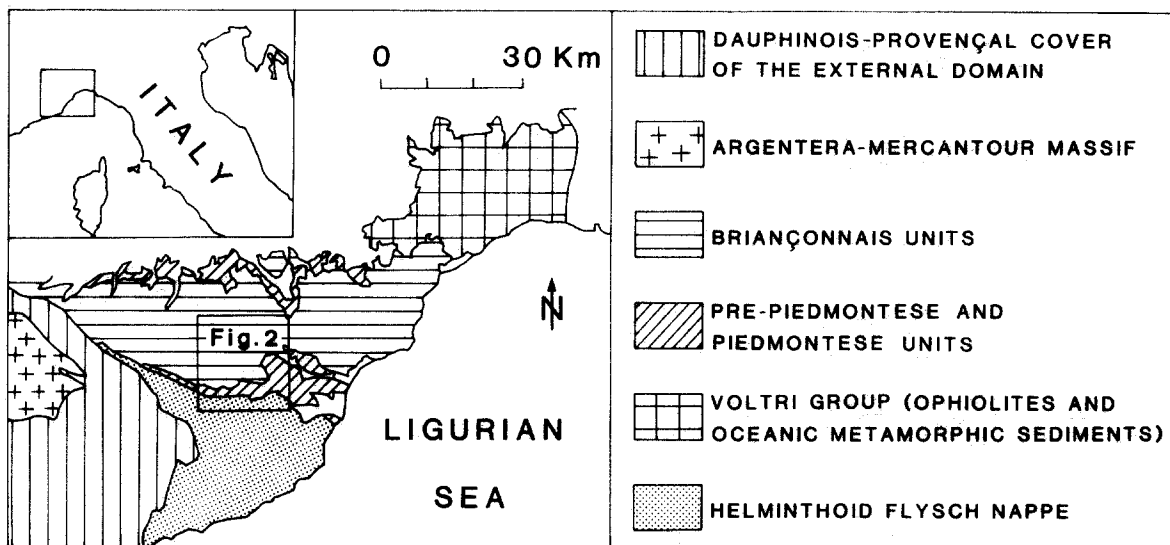 ITALY
0 30 Km
N
Fig.2
LIGURIAN
SEA
DAUPHINOIS-PROVENÇAL COVER
OF THE EXTERNAL DOMAIN
ARGENTERA-MERCANTOUR MASSIF
BRIANÇONNAIS UNITS
PRE-PIEDMONTESE AND
PIEDMONTESE UNITS
VOLTRI GROUP (OPHIOLITES AND
OCEANIC METAMORPHIC SEDIMENTS)
HELMINTHOID FLYSCH NAPPE